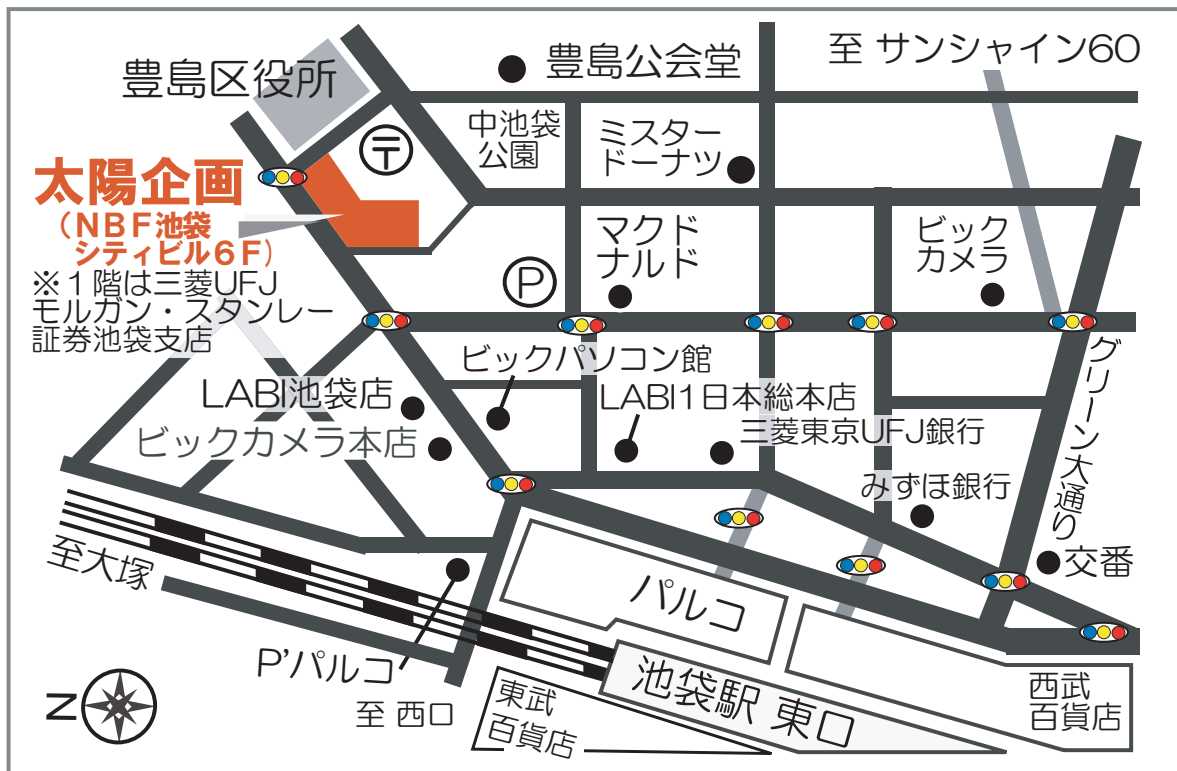 豊島区役所
豊島公会堂
至 サンシャイン60
中池袋
公園
ミスター
ドーナツ
〒
太陽企画
(NBF池袋
シティビル6F)
※1階は三菱UFJ
モルガン・スタンレー
証券池袋支店
P
マクド
ナルド
ビック
カメラ
ビックパソコン館
LABI池袋店
LABI1日本総本店
ビックカメラ本店
三菱東京UFJ銀行
みずほ銀行
グリーン大通り
交番
至大塚
パルコ
P'パルコ
池袋駅 東口
至 西口
東武
百貨店
西武
百貨店
N